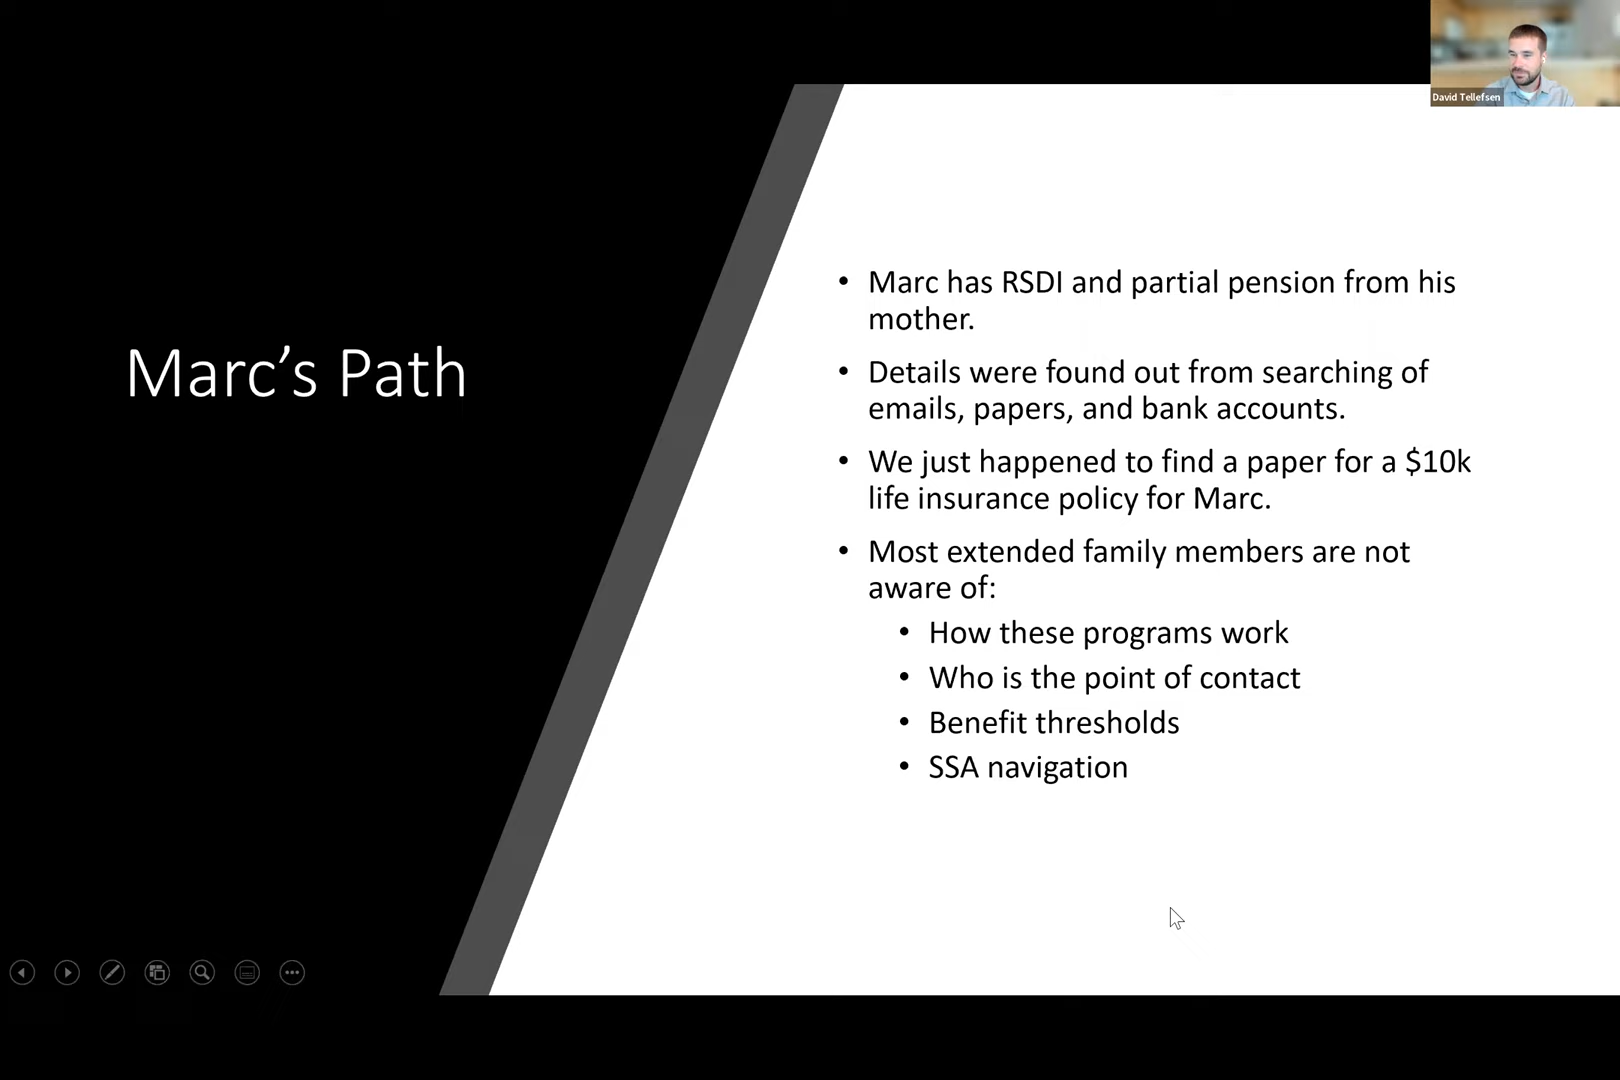 David Tellefsen
Marc’s Path
• Marc has RSDI and partial pension from his
mother.
• Details were found out from searching of
emails, papers, and bank accounts.
• We just happened to find a paper for a $10k
life insurance policy for Marc.
• Most extended family members are not
aware of:
• How these programs work
• Who is the point of contact
• Benefit thresholds
• SSA navigation